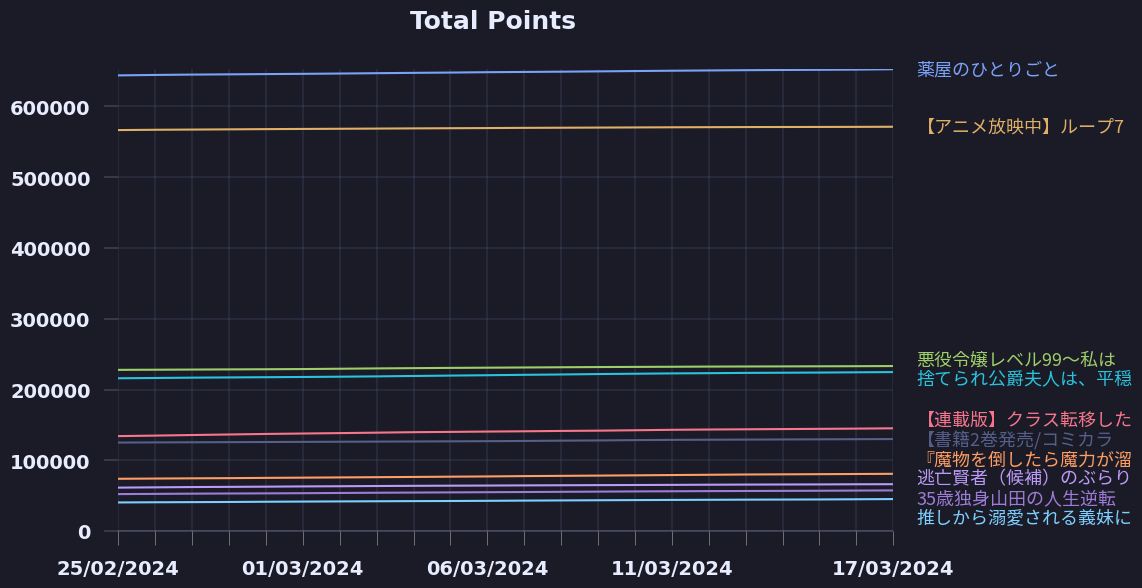 Total Points
600000
500000
400000
300000
200000
100000
0
25/02/2024
01/03/2024
06/03/2024
11/03/2024
17/03/2024
薬屋のひとりごと
【アニメ放映中】ループ7
悪役令嬢レベル99～私は
捨てられ公爵夫人は、平穏
【連載版】クラス転移した
【書籍2巻発売/コミカラ
『魔物を倒したら魔力が溜
逃亡賢者（候補）のぶらり
35歳独身山田の人生逆転
推しから溺愛される義妹に